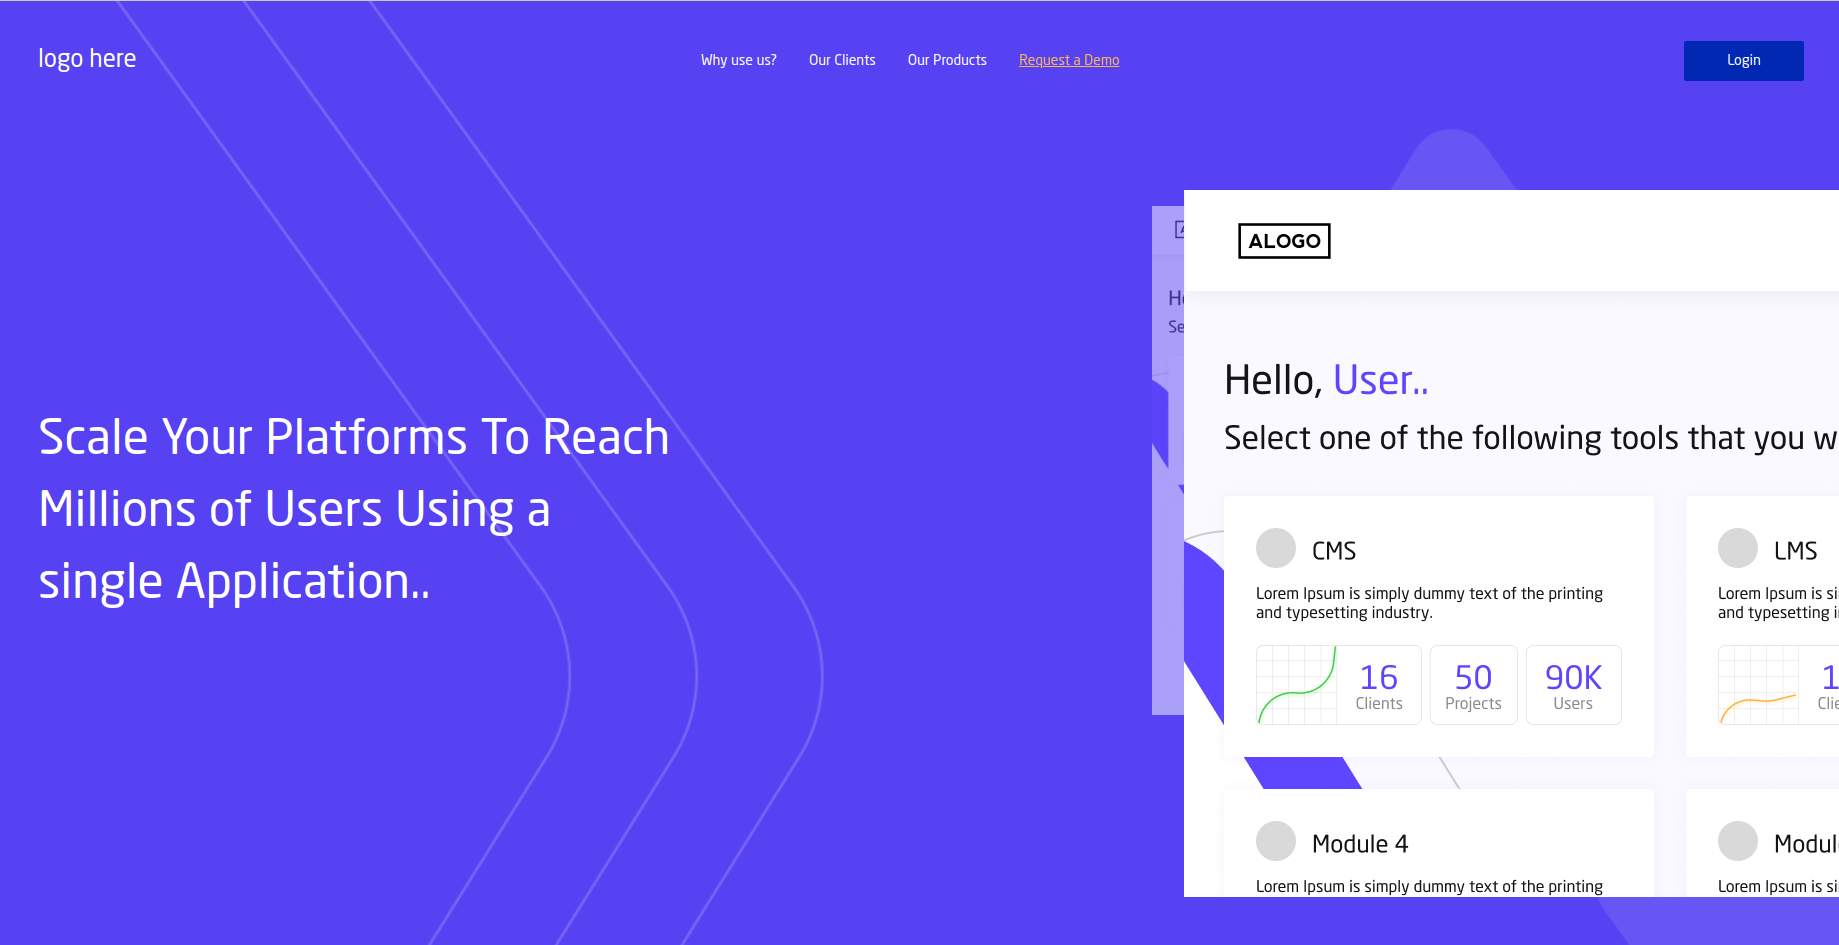 logo here
Why use us?
Our Clients
Our Products
Request a Demo
Login
Scale Your Platforms To Reach
Millions of Users Using a
single Application..
ALOGO
Hello, User..
Select one of the following tools that you w
CMS
Lorem Ipsum is simply dummy text of the printing
and typesetting industry.
16
Clients
50
Projects
90K
Users
LMS
Lorem Ipsum is si
and typesetting i
1
Clie
Module 4
Lorem Ipsum is simply dummy text of the printing
Modul
Lorem Ipsum is si